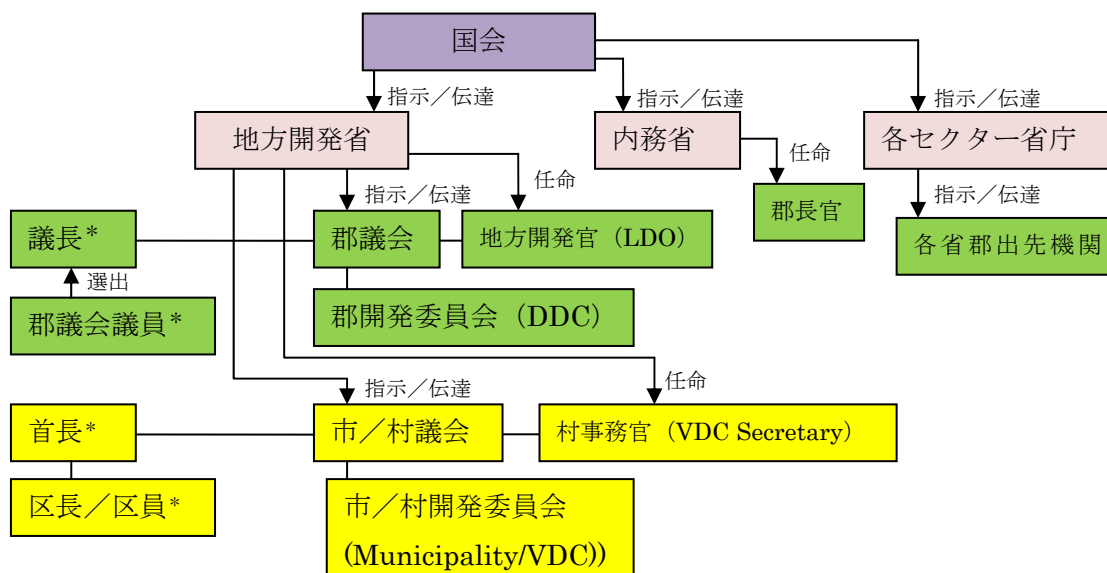 国会
指示／伝達
指示／伝達
指示／伝達
地方開発省
内務省
各セクター省庁
任命
任命
指示／伝達
指示／伝達
郡長官
議長*
郡議会
地方開発官（LDO）
各省郡出先機関
選出
郡議会議員*
郡開発委員会（DDC）
指示／伝達
任命
首長*
市／村議会
村事務官（VDC Secretary）
区長／区員*
市／村開発委員会
(Municipality/VDC))